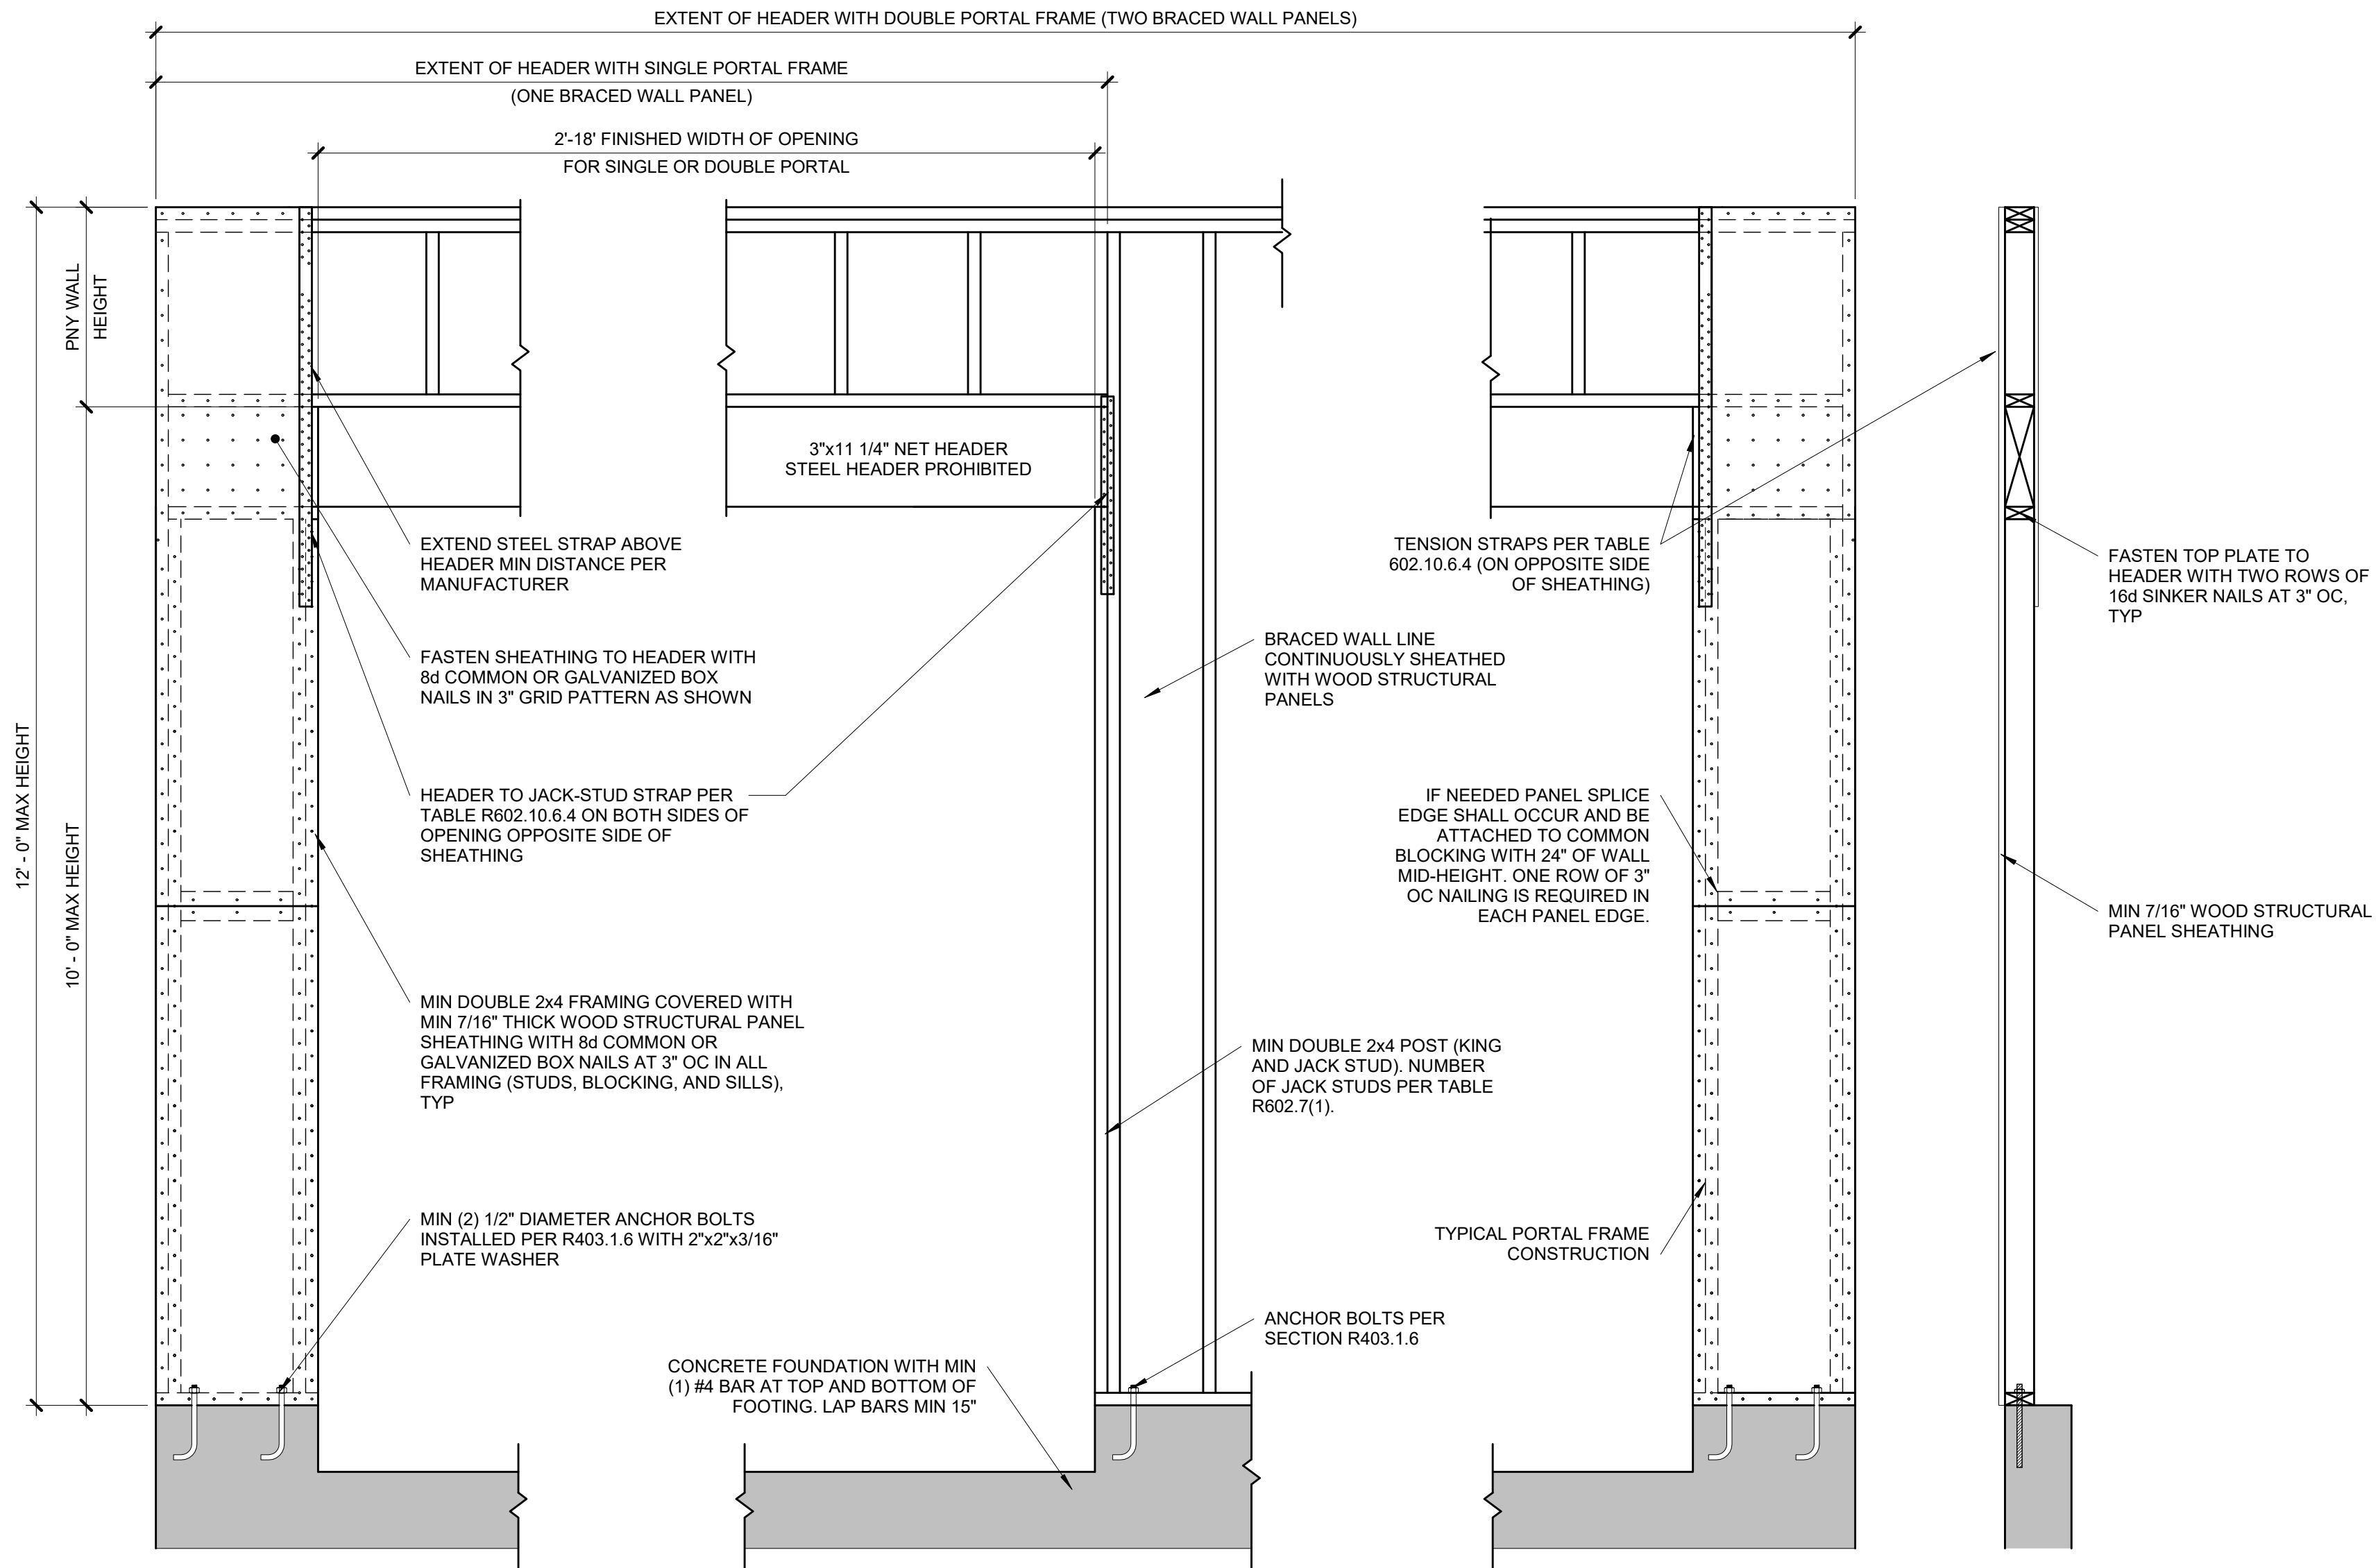 EXTENT OF HEADER WITH DOUBLE PORTAL FRAME (TWO BRACED WALL PANELS)
EXTENT OF HEADER WITH SINGLE PORTAL FRAME
(ONE BRACED WALL PANEL)
2'-18' FINISHED WIDTH OF OPENING
FOR SINGLE OR DOUBLE PORTAL
PNY WALL
HEIGHT
12' - 0" MAX HEIGHT
10' - 0" MAX HEIGHT
3"x11 1/4" NET HEADER
STEEL HEADER PROHIBITED
EXTEND STEEL STRAP ABOVE
HEADER MIN DISTANCE PER
MANUFACTURER
FASTEN SHEATHING TO HEADER WITH
8d COMMON OR GALVANIZED BOX
NAILS IN 3" GRID PATTERN AS SHOWN
HEADER TO JACK-STUD STRAP PER
TABLE R602.10.6.4 ON BOTH SIDES OF
OPENING OPPOSITE SIDE OF
SHEATHING
MIN DOUBLE 2x4 FRAMING COVERED WITH
MIN 7/16" THICK WOOD STRUCTURAL PANEL
SHEATHING WITH 8d COMMON OR
GALVANIZED BOX NAILS AT 3" OC IN ALL
FRAMING (STUDS, BLOCKING, AND SILLS),
TYP
MIN (2) 1/2" DIAMETER ANCHOR BOLTS
INSTALLED PER R403.1.6 WITH 2"x2"x3/16"
PLATE WASHER
CONCRETE FOUNDATION WITH MIN
(1) #4 BAR AT TOP AND BOTTOM OF
FOOTING. LAP BARS MIN 15"
BRACED WALL LINE
CONTINUOUSLY SHEATHED
WITH WOOD STRUCTURAL
PANELS
MIN DOUBLE 2x4 POST (KING
AND JACK STUD). NUMBER
OF JACK STUDS PER TABLE
R602.7(1).
ANCHOR BOLTS PER
SECTION R403.1.6
TENSION STRAPS PER TABLE
602.10.6.4 (ON OPPOSITE SIDE
OF SHEATHING)
IF NEEDED PANEL SPLICE
EDGE SHALL OCCUR AND BE
ATTACHED TO COMMON
BLOCKING WITH 24" OF WALL
MID-HEIGHT. ONE ROW OF 3"
OC NAILING IS REQUIRED IN
EACH PANEL EDGE.
TYPICAL PORTAL FRAME
CONSTRUCTION
FASTEN TOP PLATE TO
HEADER WITH TWO ROWS OF
16d SINKER NAILS AT 3" OC,
TYP
MIN 7/16" WOOD STRUCTURAL
PANEL SHEATHING